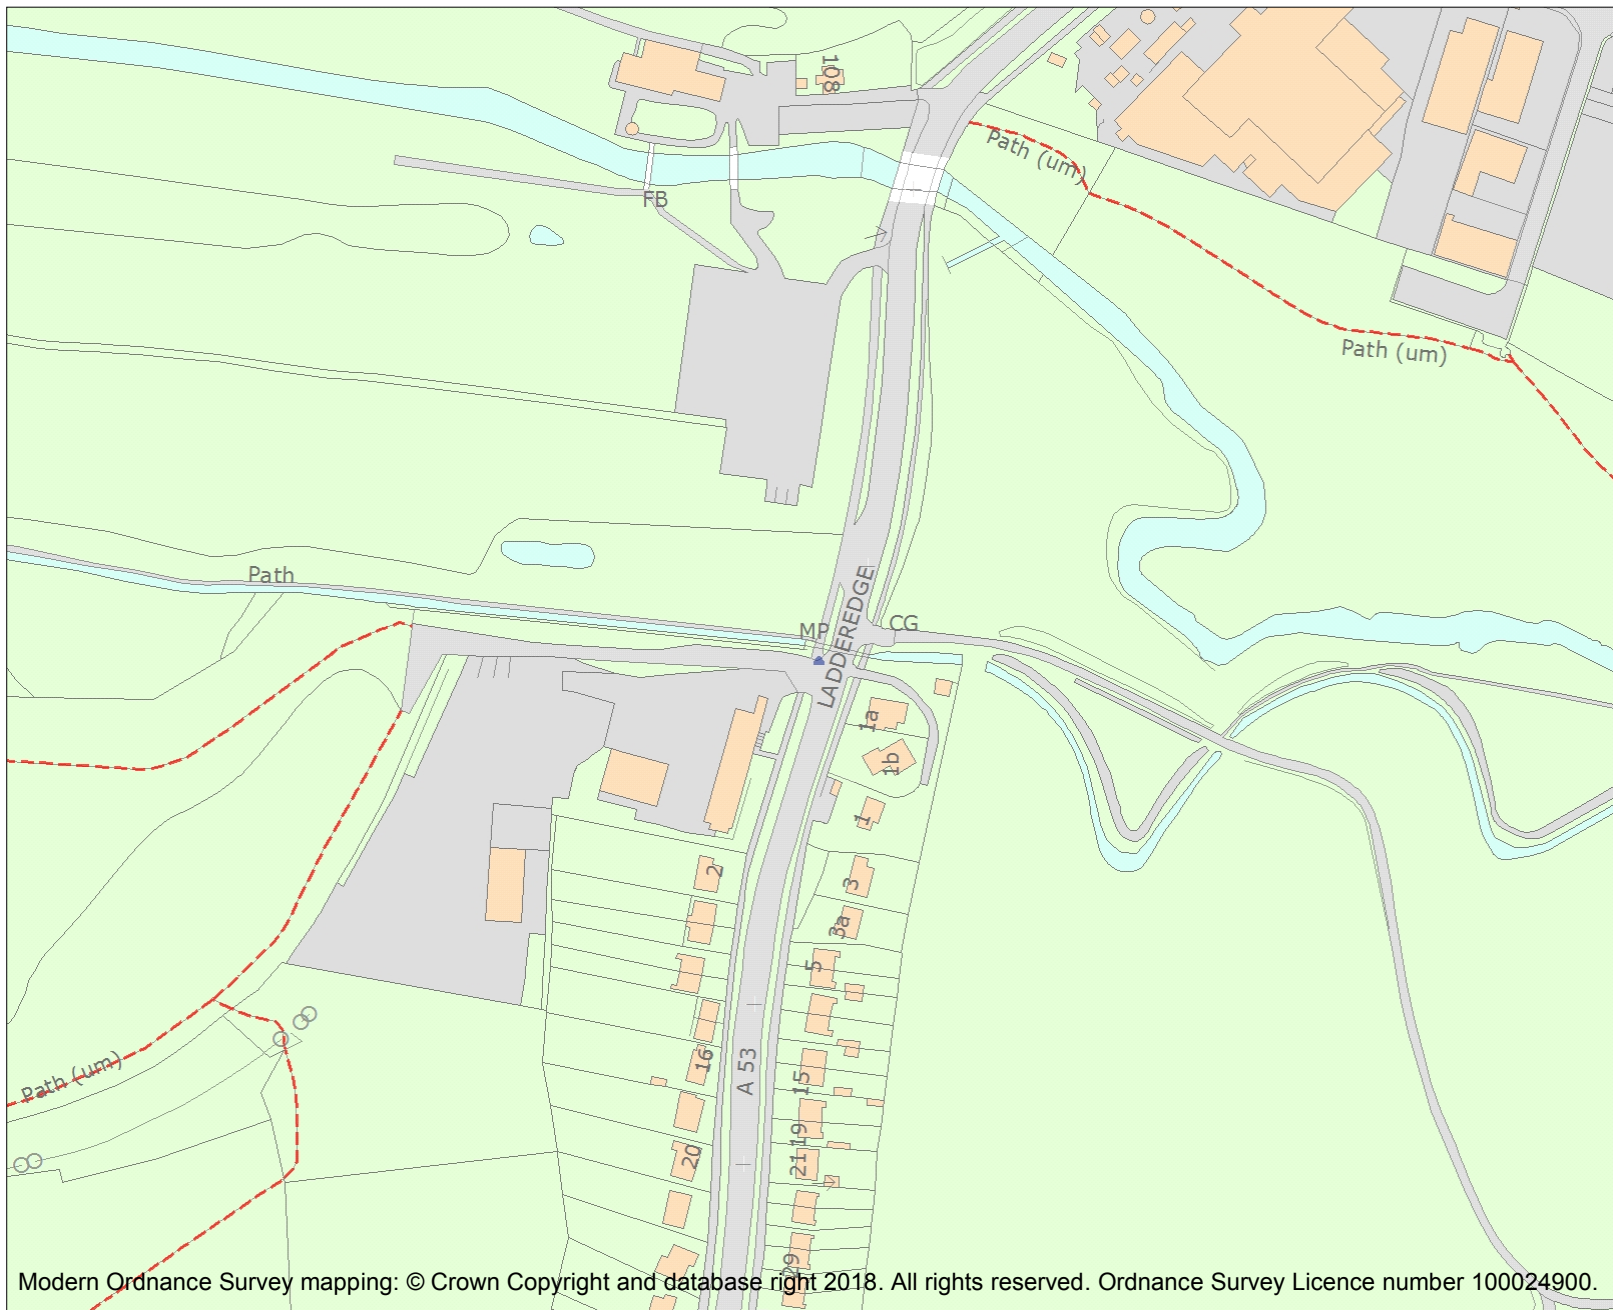 108
Path (um)
FB
Path (um)
Path
MP
CG
LADDEREDGE
1a
1b
1
2
3
3a
5
16
A 53
15
Path (um)
19
20
21
29
Modern Ordnance Survey mapping: © Crown Copyright and database right 2018. All rights reserved. Ordnance Survey Licence number 100024900.